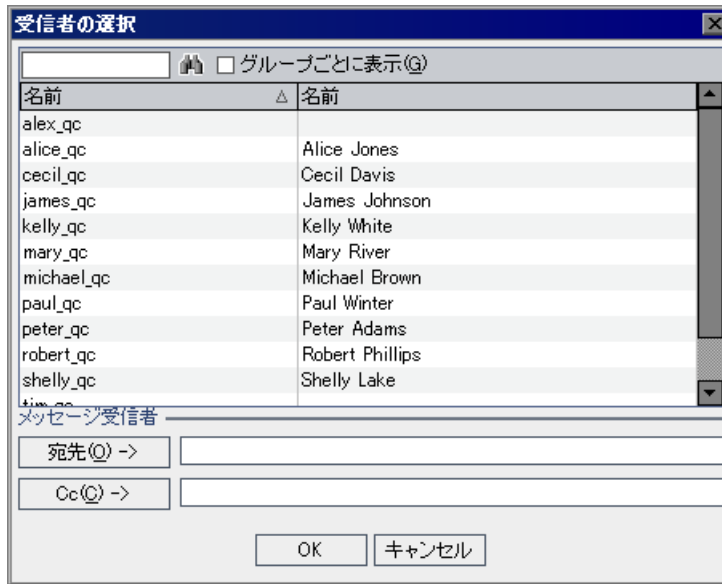 受信者の選択
グループごとに表示(G)
名前 名前
alex_qc
alice_qc Alice Jones
cecil_qc Cecil Davis
james_qc James Johnson
kelly_qc Kelly White
mary_qc Mary River
michael_qc Michael Brown
paul_qc Paul Winter
peter_qc Peter Adams
robert_qc Robert Phillips
shelly_qc Shelly Lake
メッセージ受信者
宛先(O) ->
Cc(C) ->
OK キャンセル